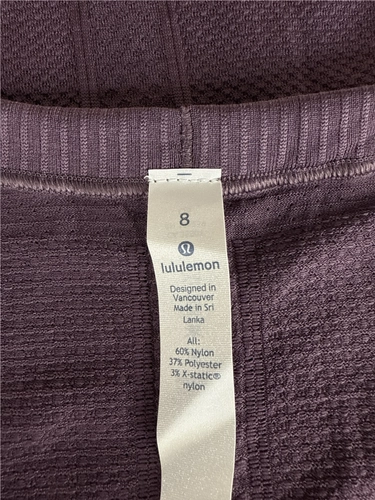 8
lululemon
Designed in
Vancouver
Made in Sri
Lanka
All:
60% Nylon
37% Polyester
3% X-static®
nylon